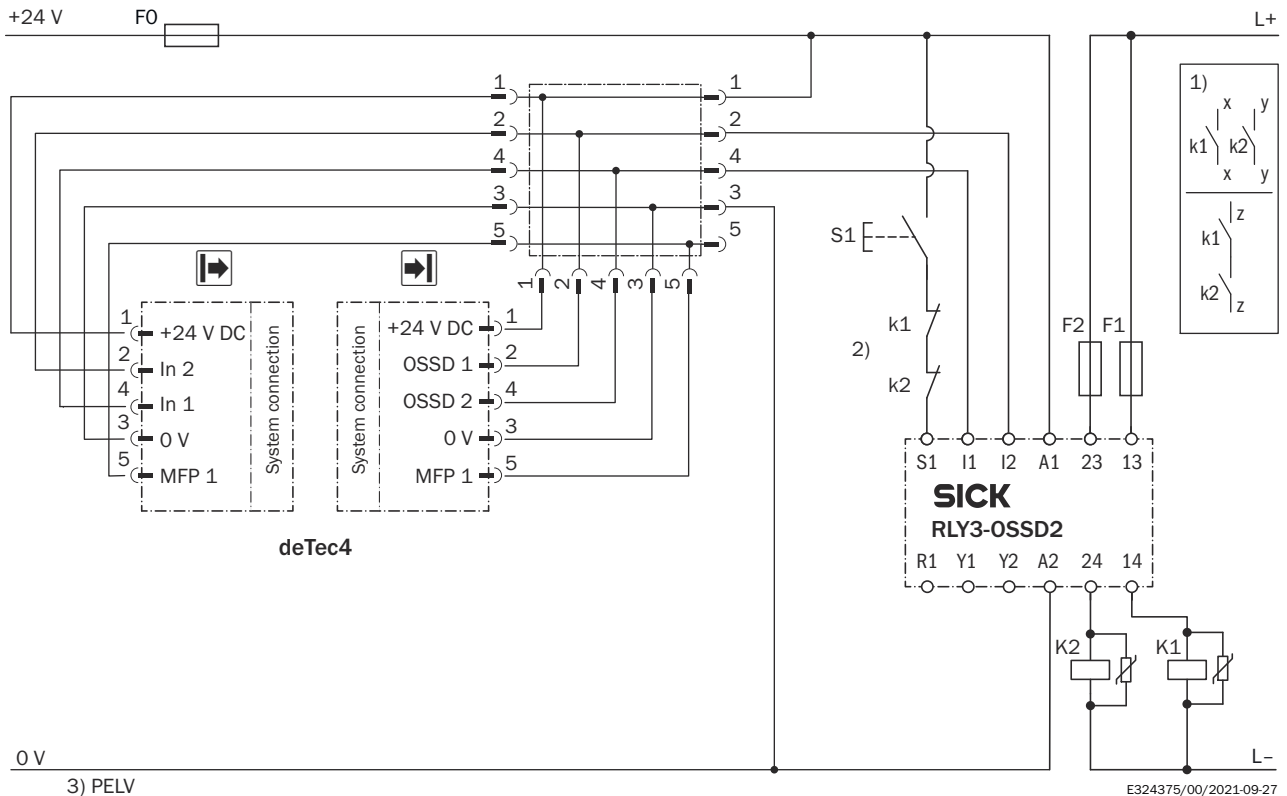 +24 V
F0
L+
1
2
4
3
5
1
2
4
3
5
1
2
4
3
5
1)
x
y
k1
k2
x
y
z
k1
k2
z
S1
k1
2)
k2
F2
F1
1
+24 V DC
2
In 2
4
In 1
3
0 V
5
MFP 1
System connection
System connection
+24 V DC
1
OSSD 1
2
OSSD 2
4
0 V
3
MFP 1
5
deTec4
S1
I1
I2
A1
23
13
SICK
RLY3-OSSD2
R1
Y1
Y2
A2
24
14
K2
K1
0 V
L–
3) PELV
E324375/00/2021-09-27